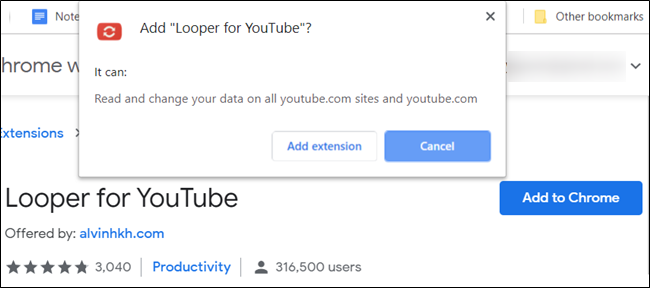 Note
Other bookmarks
Add "Looper for YouTube"?
It can:
Read and change your data on all youtube.com sites and youtube.com
Add extension
Cancel
hrome w
Extensions >
Looper for YouTube
Add to Chrome
Offered by: alvinhkh.com
3,040
Productivity
316,500 users